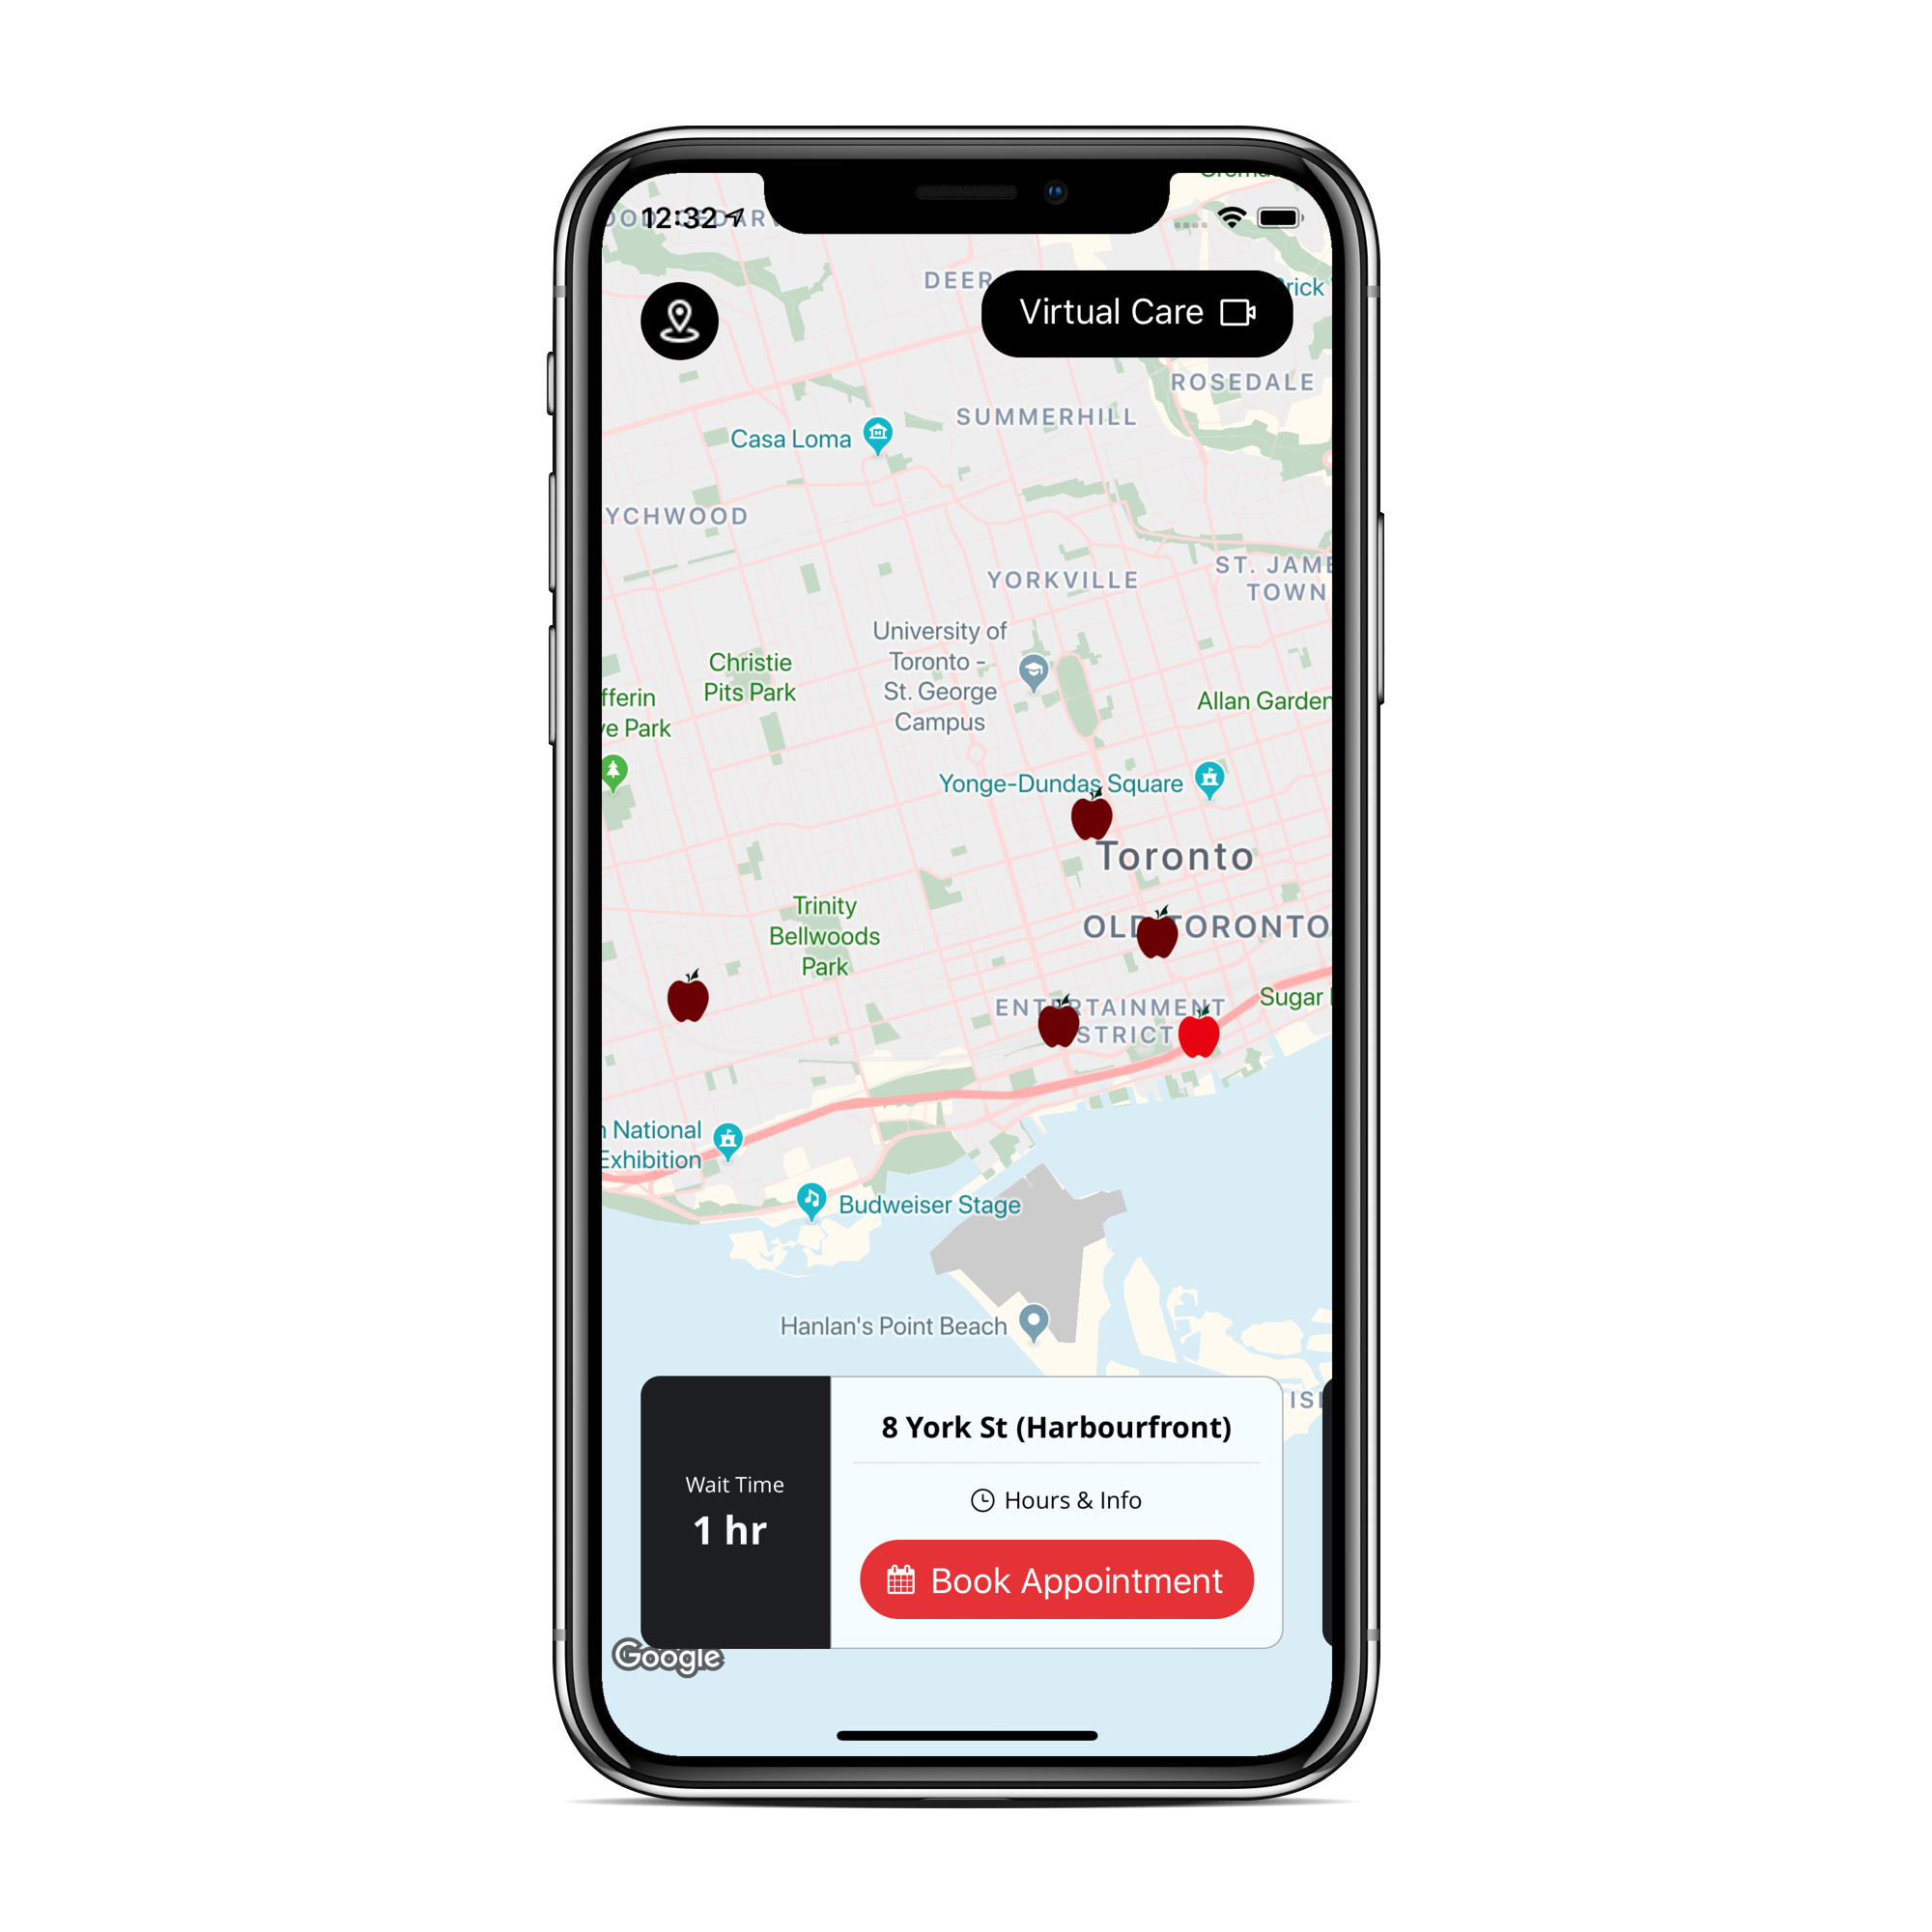 12:32
DEER
Virtual Care
ROSEDALE
SUMMERHILL
Casa Loma
YCHWOOD
ST. JAME
TOWN
YORKVILLE
University of
Toronto -
St. George
Campus
Christie
Pits Park
fferin
ve Park
Allan Garden
Yonge-Dundas Square
Toronto
OLD TORONTO
Trinity
Bellwoods
Park
ENTERTAINMENT
STRICT
Sugar
n National
Exhibition
Budweiser Stage
Hanlan's Point Beach
ISL
8 York St (Harbourfront)
Wait Time
1 hr
Hours & Info
Book Appointment
Google